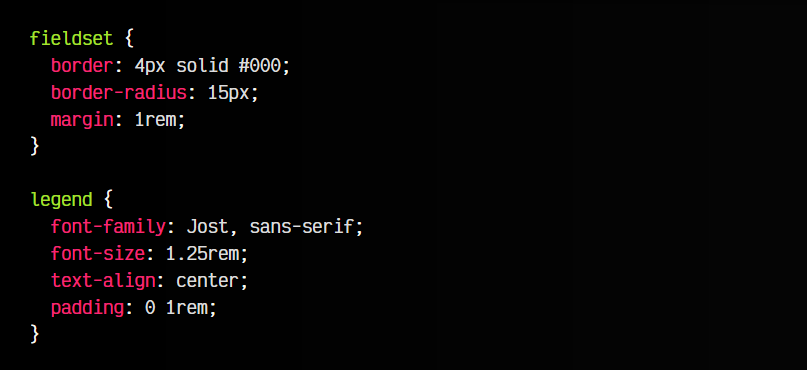 fieldset {
  border: 4px solid #000;
  border-radius: 15px;
  margin: 1rem;
}

legend {
  font-family: Jost, sans-serif;
  font-size: 1.25rem;
  text-align: center;
  padding: 0 1rem;
}